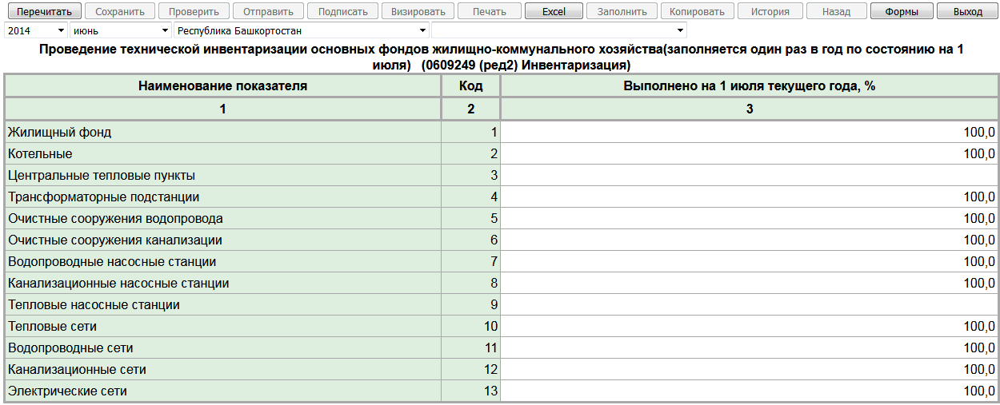 Перечитать Сохранить Проверить Отправить Подписать Визировать Печать Excel Заполнить Копировать История Назад Формы Выход
2014 июнь Республика Башкортостан
Проведение технической инвентаризации основных фондов жилищно-коммунального хозяйства(заполняется один раз в год по состоянию на 1
июля) (0609249 (ред2) Инвентаризация)
Наименование показателя Код Выполнено на 1 июля текущего года, %
1 2 3
Жилищный фонд 1 100,0
Котельные 2 100,0
Центральные тепловые пункты 3
Трансформаторные подстанции 4 100,0
Очистные сооружения водопровода 5 100,0
Очистные сооружения канализации 6 100,0
Водопроводные насосные станции 7 100,0
Канализационные насосные станции 8 100,0
Тепловые насосные станции 9
Тепловые сети 10 100,0
Водопроводные сети 11 100,0
Канализационные сети 12 100,0
Электрические сети 13 100,0